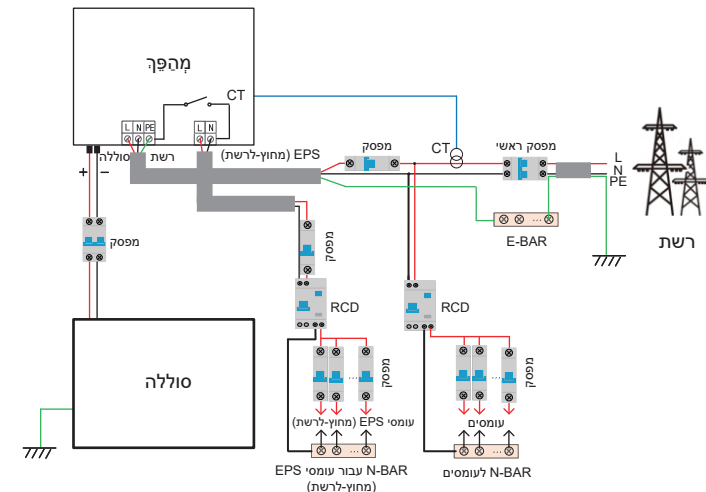 מְהַפֵּךְ
CT
L N PE
L N
סוללה
רשת
EPS (מחוץ-לרשת)
+
−
מפסק
CT
מפסק ראשי
L
N
PE
רשת
E-BAR
מפסק
מפסק
RCD
RCD
סוללה
מפסק
מפסק
...
...
...
עומסי EPS (מחוץ-לרשת)
עומסים
...
...
N-BAR עבור עומסי EPS
(מחוץ-לרשת)
N-BAR לעומסים